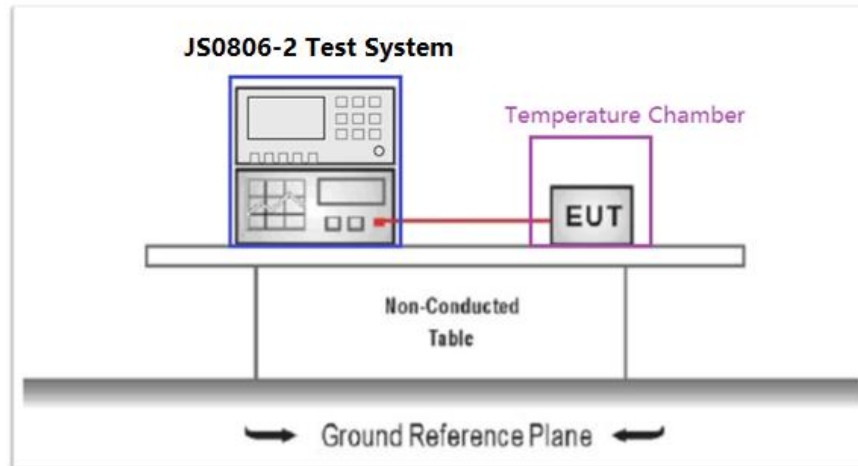 JS0806-2 Test System
Temperature Chamber
EUT
Non-Conducted
Table
Ground Reference Plane